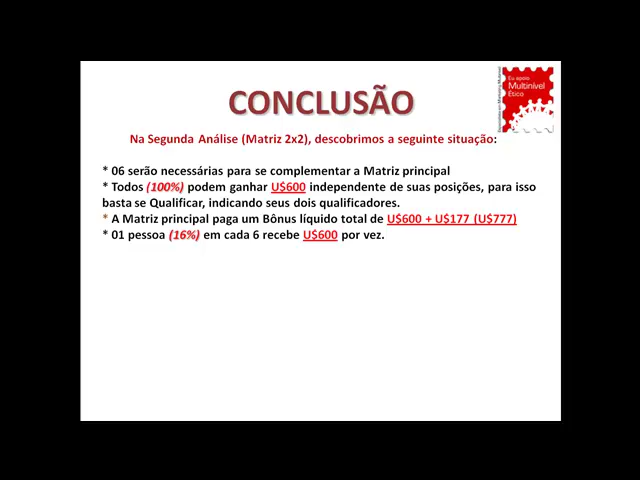 CONCLUSÃO
Eu apoio
Multinível
Ético
Na Segunda Análise (Matriz 2x2), descobrimos a seguinte situação:
* 06 serão necessárias para se complementar a Matriz principal
* Todos (100%) podem ganhar U$600 independente de suas posições, para isso
basta se Qualificar, indicando seus dois qualificadores.
* A Matriz principal paga um Bônus líquido total de U$600 + U$177 (U$777)
* 01 pessoa (16%) em cada 6 recebe U$600 por vez.